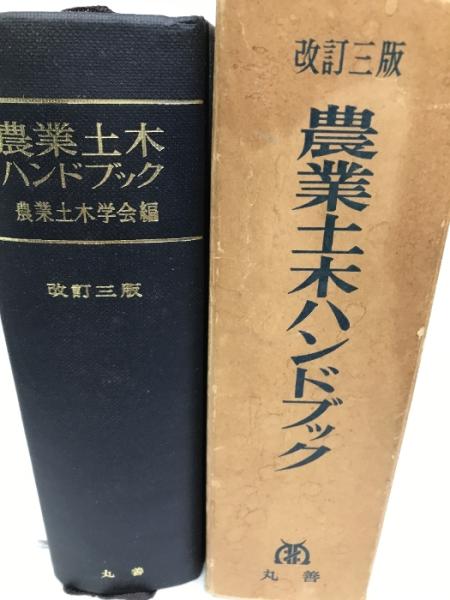 農業土木
ハンドブック
農業土木学会編
改訂三版
丸善
改訂三版
農業土木ハンドブック
丸善